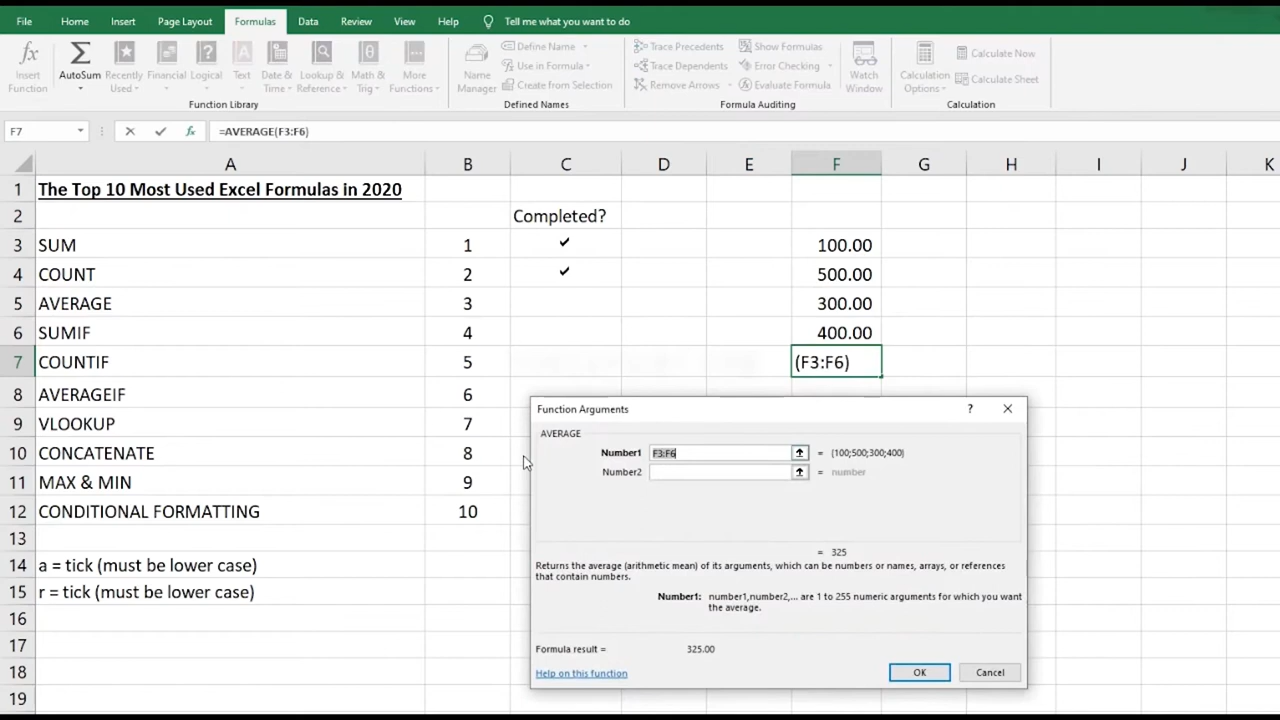 File Home Insert Page Layout Formulas Data Review View Help Tell me what you want to do
Insert Function
AutoSum
Recently Used
Financial
Logical
Text
Date & Time
Lookup & Reference
Math & Trig
More Functions
Function Library
Name Manager
Define Name
Use in Formula
Create from Selection
Defined Names
Trace Precedents
Trace Dependents
Remove Arrows
Show Formulas
Error Checking
Evaluate Formula
Formula Auditing
Watch Window
Calculation Options
Calculate Now
Calculate Sheet
Calculation
F7 fx =AVERAGE(F3:F6)
A B C D E F G H I J K
1 The Top 10 Most Used Excel Formulas in 2020
2 Completed?
3 SUM 1 ✓ 100.00
4 COUNT 2 ✓ 500.00
5 AVERAGE 3 300.00
6 SUMIF 4 400.00
7 COUNTIF 5 (F3:F6)
8 AVERAGEIF 6
9 VLOOKUP 7
10 CONCATENATE 8
11 MAX & MIN 9
12 CONDITIONAL FORMATTING 10
13
14 a = tick (must be lower case)
15 r = tick (must be lower case)
16
17
18
19
Function Arguments ?
AVERAGE
Number1 F3:F6 = {100;500;300;400}
Number2 = number
= 325
Returns the average (arithmetic mean) of its arguments, which can be numbers or names, arrays, or references
that contain numbers.
Number1: number1,number2,... are 1 to 255 numeric arguments for which you want
the average.
Formula result = 325.00
Help on this function OK Cancel